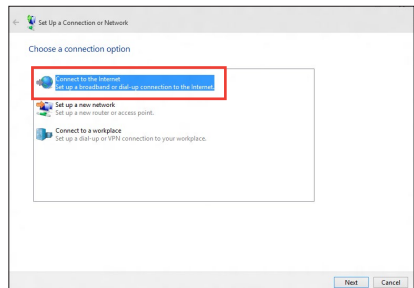 Set Up a Connection or Network
Choose a connection option
Connect to the Internet
Set up a broadband or dial-up connection to the Internet.
Set up a new network
Set up a new router or access point.
Connect to a workplace
Set up a dial-up or VPN connection to your workplace.
Next Cancel